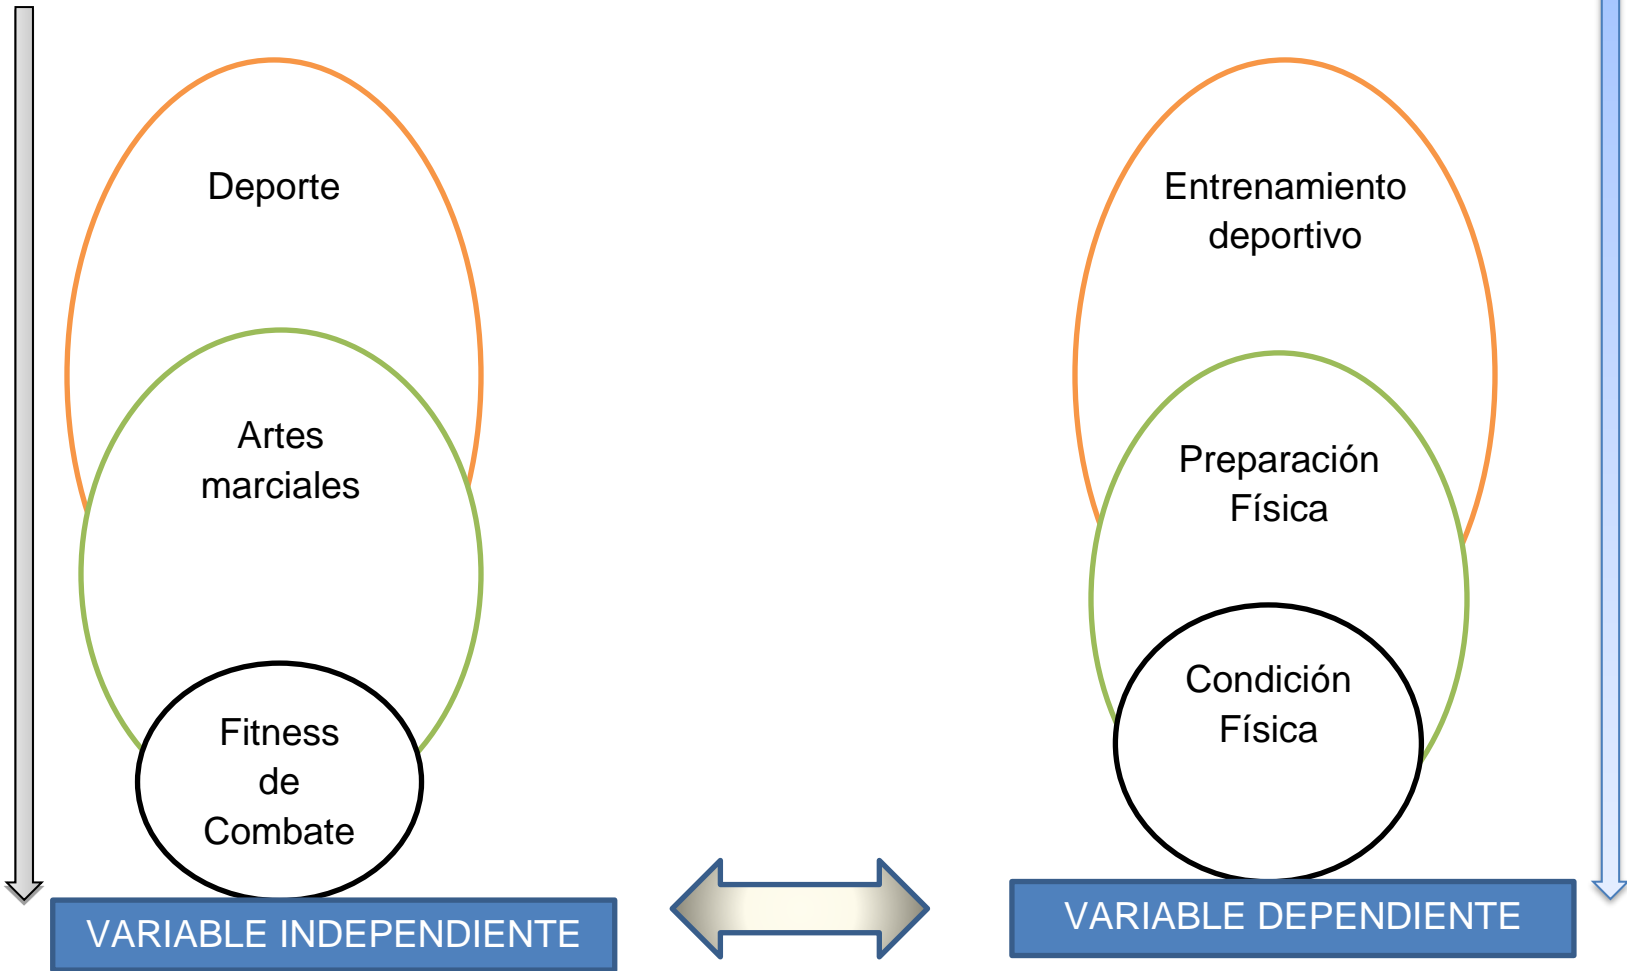 Deporte
Artes
marciales
Fitness
de
Combate
VARIABLE INDEPENDIENTE
Entrenamiento
deportivo
Preparación
Física
Condición
Física
VARIABLE DEPENDIENTE